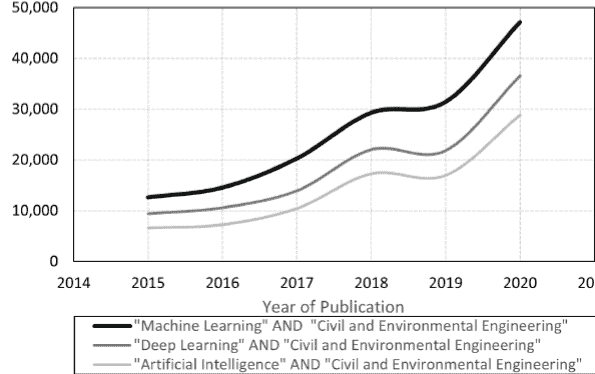 50,000
40,000
30,000
20,000
10,000
0
2014 2015 2016 2017 2018 2019 2020 20
Year of Publication
"Machine Learning" AND "Civil and Environmental Engineering"
"Deep Learning" AND "Civil and Environmental Engineering"
"Artificial Intelligence" AND "Civil and Environmental Engineering"